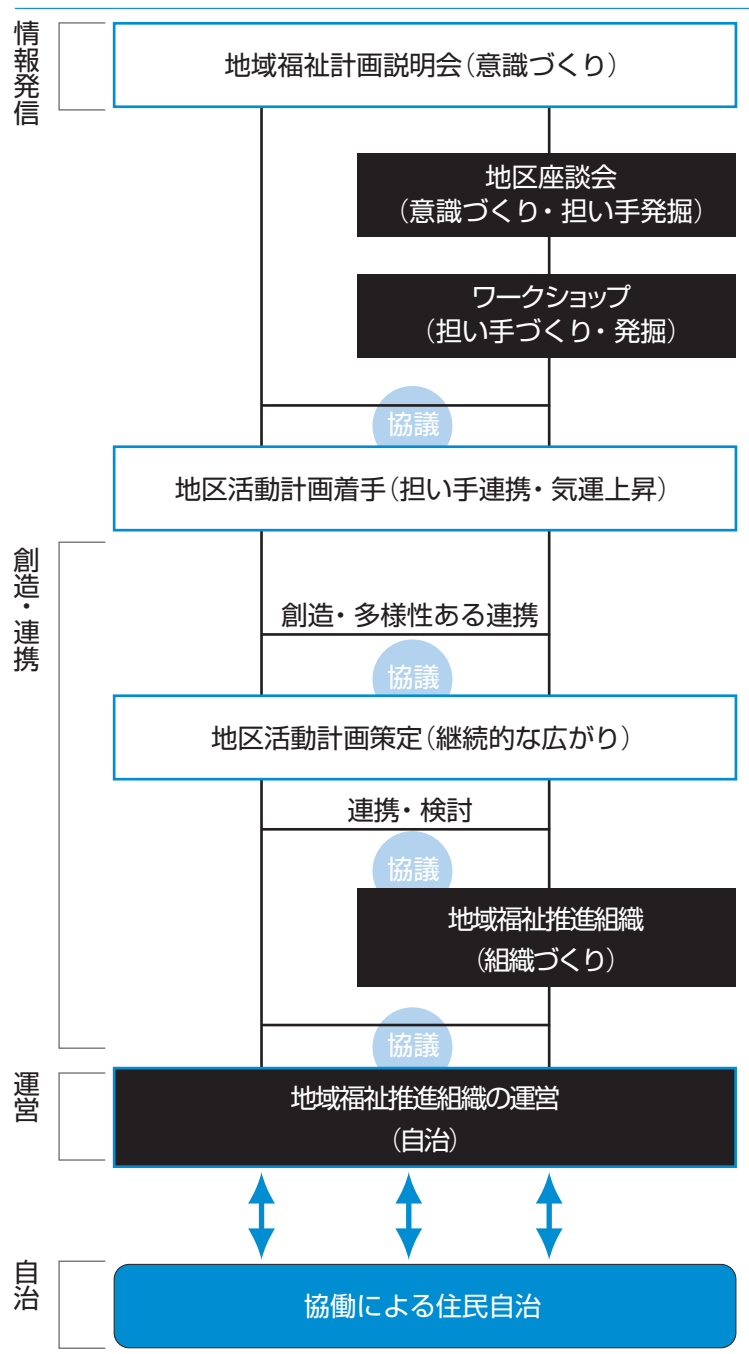 情報発信
地域福祉計画説明会（意識づくり）
地区座談会
（意識づくり・担い手発掘）
ワークショップ
（担い手づくり・発掘）
協議
地区活動計画着手（担い手連携・気運上昇）
創造・連携
創造・多様性ある連携
協議
地区活動計画策定（継続的な広がり）
連携・検討
協議
地域福祉推進組織
（組織づくり）
協議
運営
地域福祉推進組織の運営
（自治）
自治
協働による住民自治